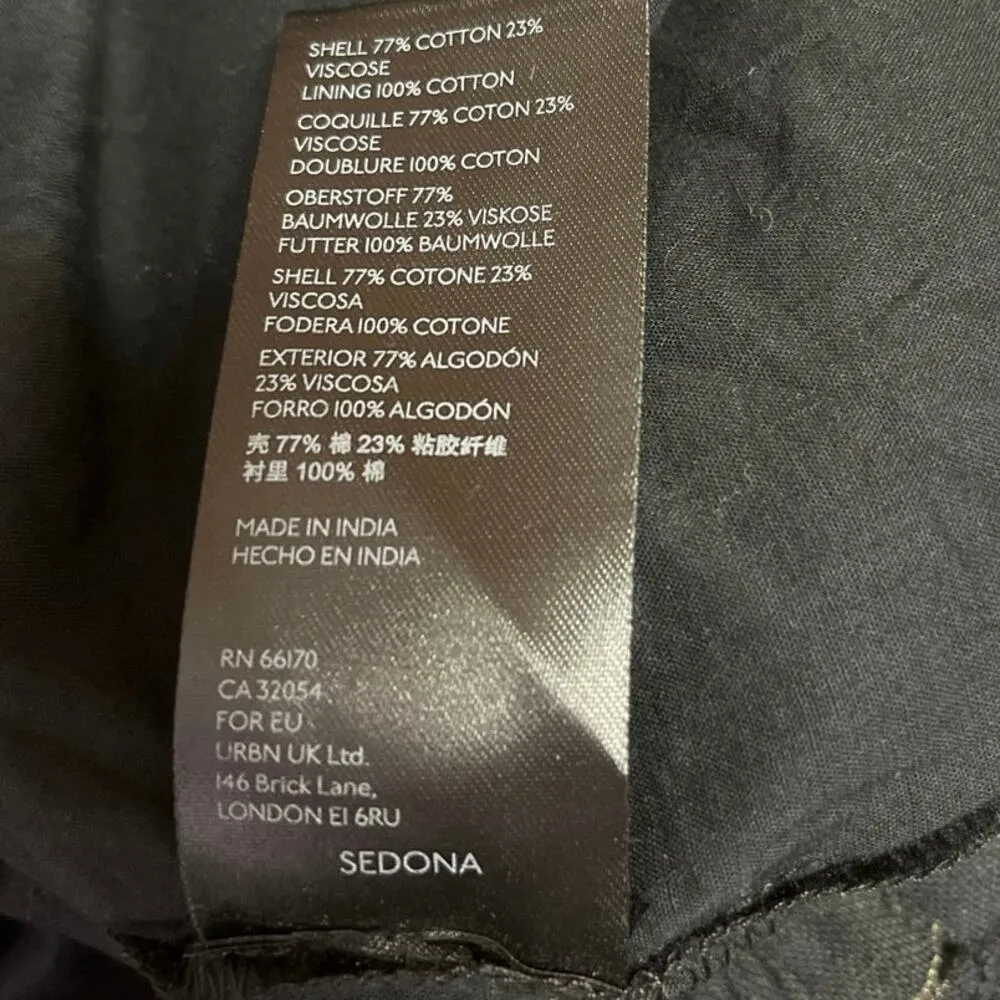 SHELL 77% COTTON 23%
VISCOSE
LINING 100% COTTON
COQUILLE 77% COTON 23%
VISCOSE
DOUBLURE 100% COTON
OBERSTOFF 77%
BAUMWOLLE 23% VISKOSE
FUTTER 100% BAUMWOLLE
SHELL 77% COTONE 23%
VISCOSA
FODERA 100% COTONE
EXTERIOR 77% ALGODÓN
23% VISCOSA
FORRO 100% ALGODÓN
壳 77% 棉 23% 粘胶纤维
衬里 100% 棉
MADE IN INDIA
HECHO EN INDIA
RN 66170
CA 32054
FOR EU
URBN UK Ltd.
146 Brick Lane,
LONDON E1 6RU
SEDONA